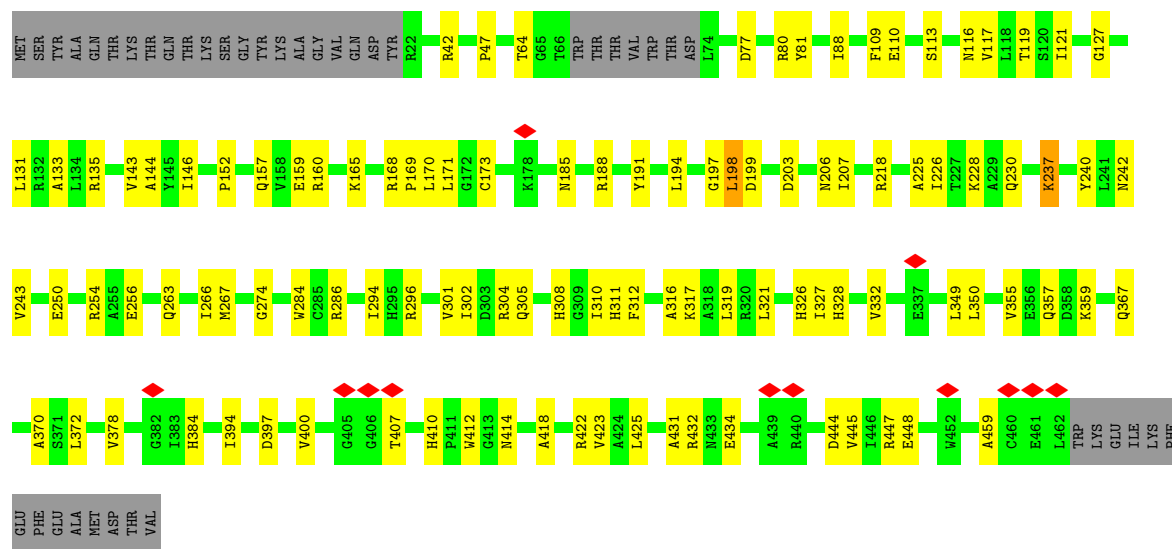 MET SER TYR ALA GLN THR LYS THR GLN THR LYS SER GLY TYR LYS ALA GLY VAL GLN ASP TYR R22 R42 P47 T64 G65 T66 TRP THR THR VAL TRP THR ASP L74 D77 R80 Y81 I88 F109 E110 S113 N116 V117 L118 T119 S120 I121 G127
L131 R132 A133 L134 R135 V143 A144 Y145 I146 P152 Q157 V158 E159 R160 K165 R168 P169 L170 L171 G172 C173 K178 N185 R188 Y191 L194 G197 L198 D199 D203 N206 I207 R218 A225 I226 T227 K228 A229 Q230 K237 Y240 L241 N242
V243 E250 R254 A255 E256 Q263 I266 M267 G274 W284 C285 R286 I294 H295 R296 V301 I302 D303 R304 Q305 H308 G309 I310 H311 F312 A316 K317 A318 L319 R320 L321 H326 I327 H328 V332 E337 L349 L350 V355 E356 Q357 D358 K359 Q367
A370 S371 L372 V378 G382 I383 H384 I394 D397 V400 G405 G406 T407 H410 P411 W412 G413 N414 A418 R422 V423 A424 L425 A431 R432 N433 E434 A439 R440 D444 V445 I446 R447 E448 W452 A459 C460 E461 L462 TRP LYS GLU ILE LYS PHE
GLU PHE GLU ALA MET ASP THR VAL